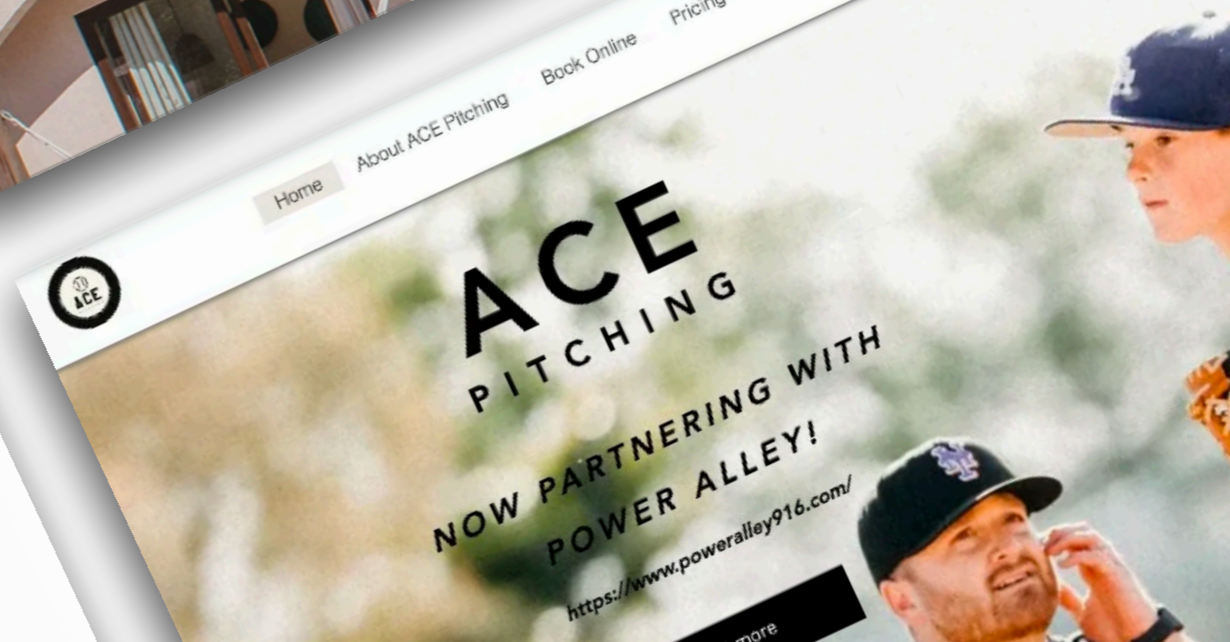 Home
About ACE Pitching
Book Online
Pricing
ACE
ACE
PITCHING
NOW PARTNERING WITH
POWER ALLEY!
https://www.poweralley916.com/
more